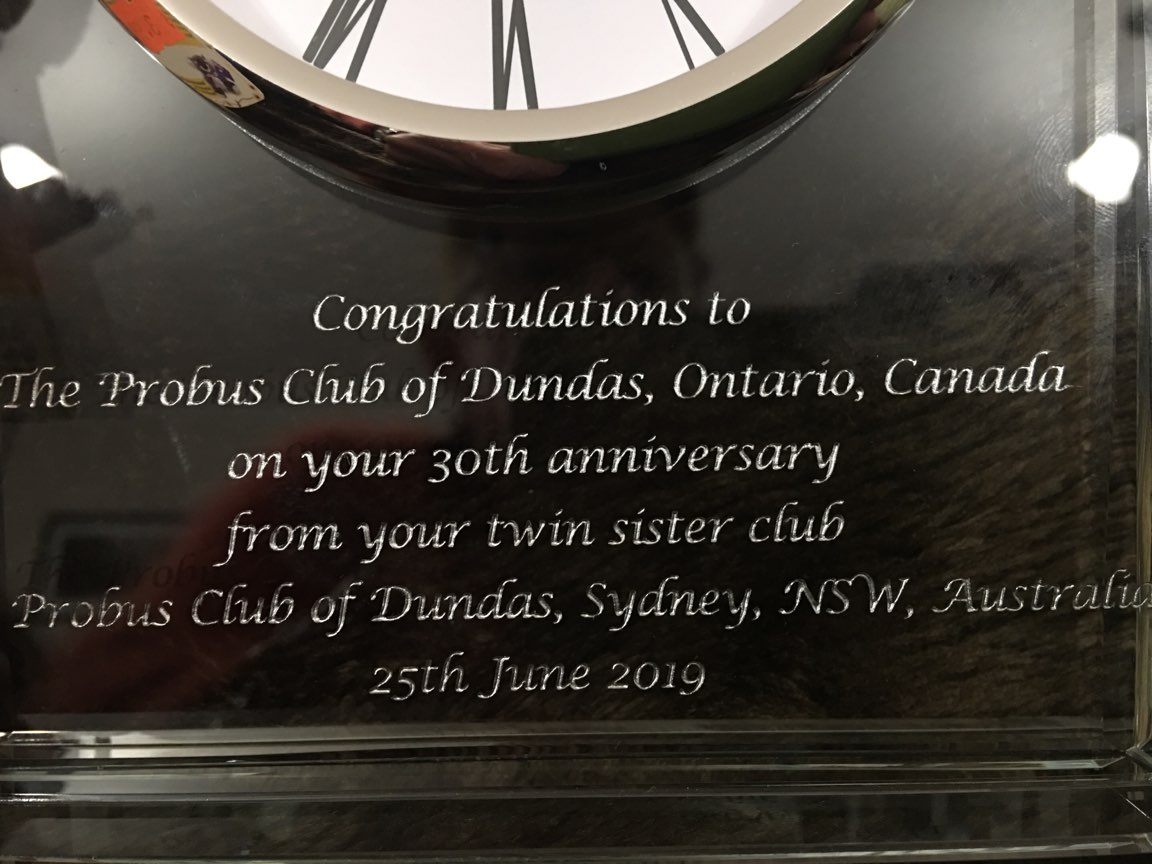 Congratulations to
The Probus Club of Dundas, Ontario, Canada
on your 30th anniversary
from your twin sister club
Probus Club of Dundas, Sydney, NSW, Australia
25th June 2019